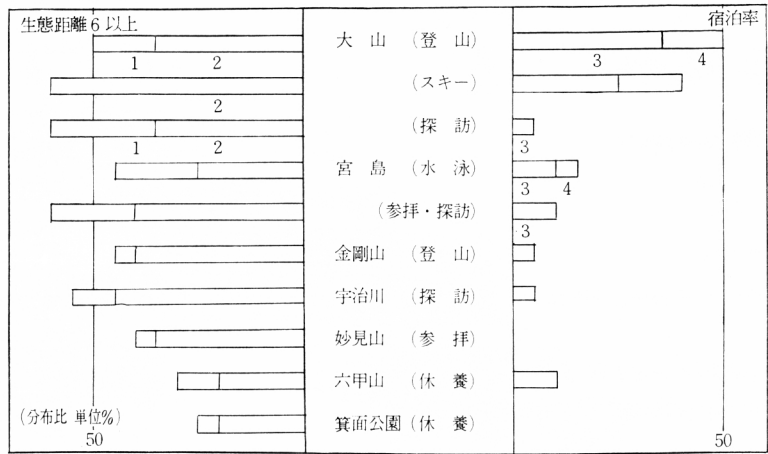 生態距離6以上 宿泊率
大山 (登山)
1 2 3 4
(スキー)
2
(探訪)
1 2 3
宮島 (水泳)
3 4
(参拝・探訪)
3
金剛山 (登山)
宇治川 (探訪)
妙見山 (参拝)
六甲山 (休養)
(分布比 単位%)
箕面公園 (休養)
50 50